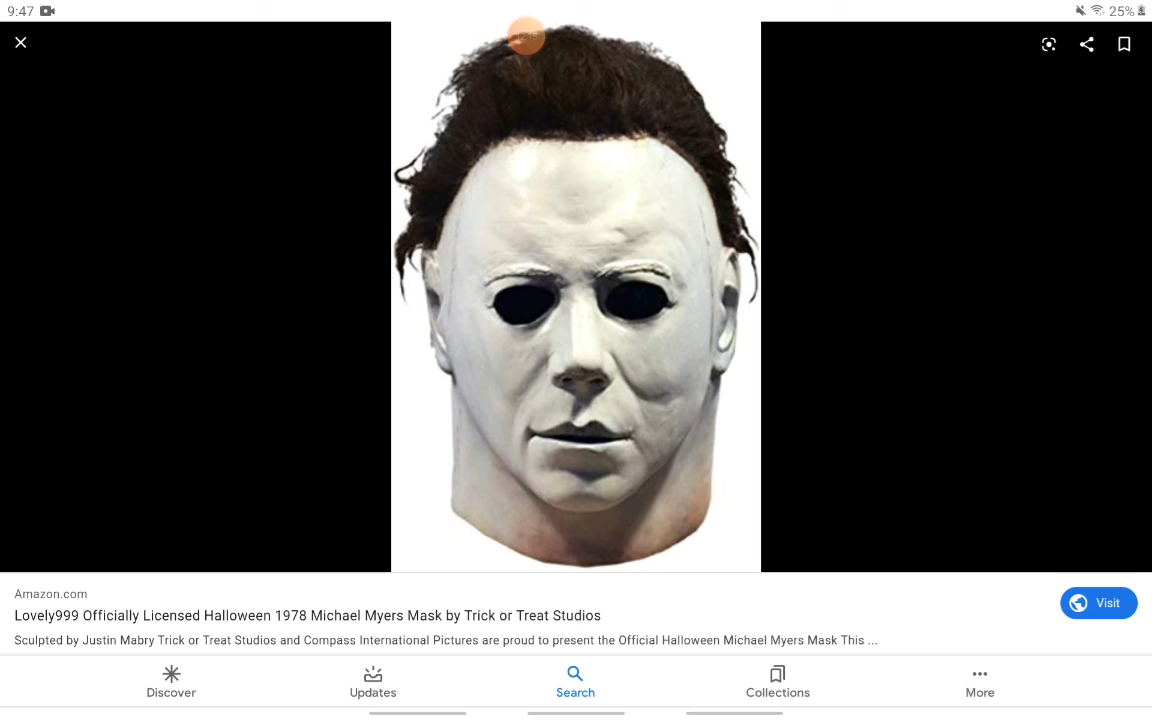 9:47
25%
Amazon.com
Lovely999 Officially Licensed Halloween 1978 Michael Myers Mask by Trick or Treat Studios
Visit
Sculpted by Justin Mabry Trick or Treat Studios and Compass International Pictures are proud to present the Official Halloween Michael Myers Mask This ...
Discover
Updates
Search
Collections
More